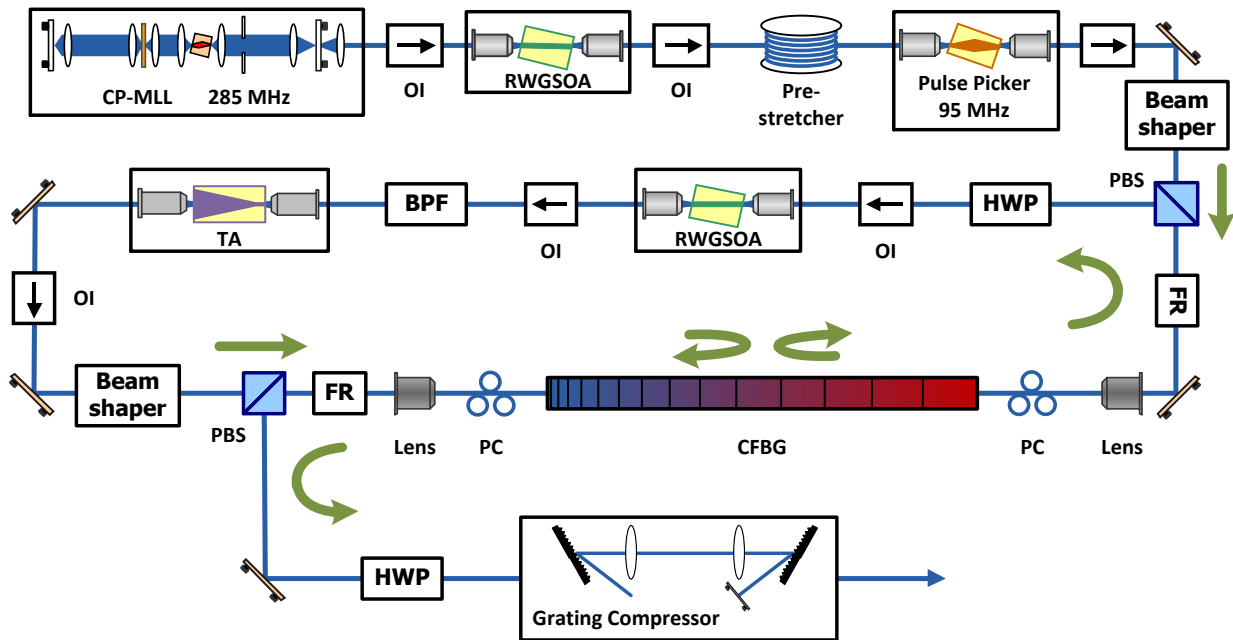 CP-MLL 285 MHz
OI
RWGSOA
OI
Pre-
stretcher
Pulse Picker
95 MHz
Beam
shaper
PBS
HWP
OI
RWGSOA
OI
BPF
TA
FR
OI
Beam
shaper
PBS
FR
Lens
PC
CFBG
PC
Lens
HWP
Grating Compressor